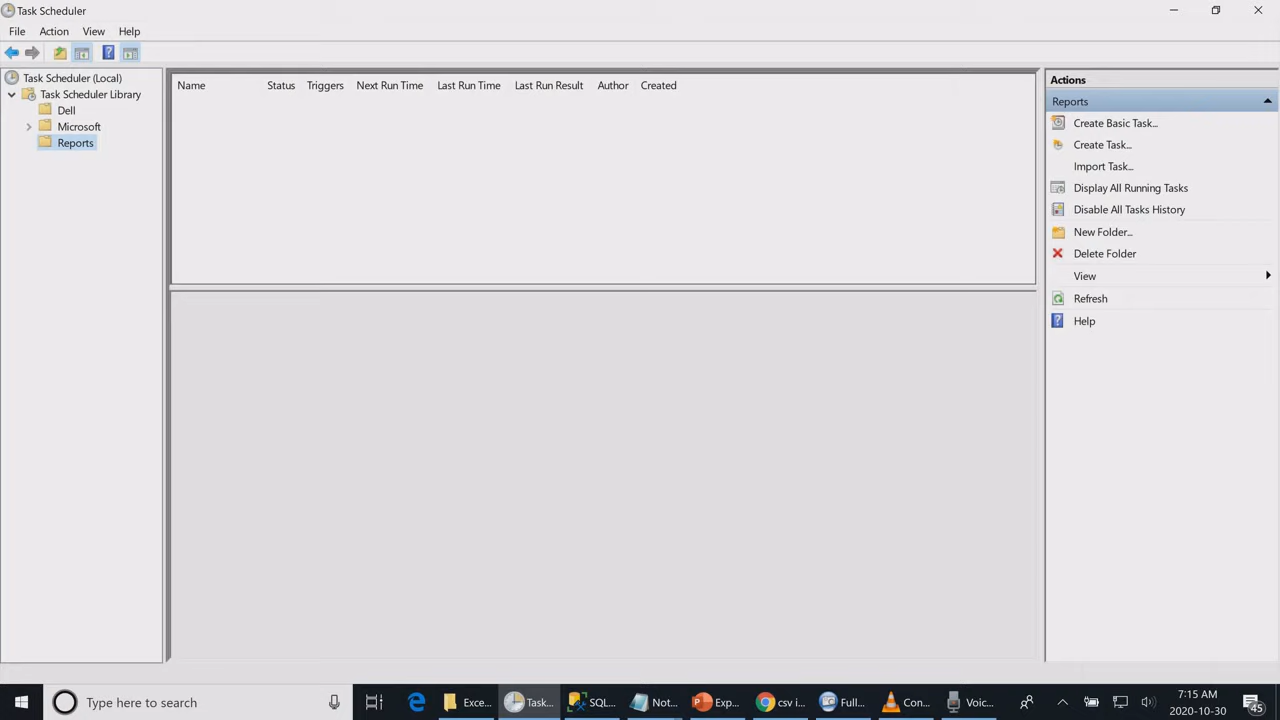 Task Scheduler
File Action View Help
Task Scheduler (Local)
Task Scheduler Library
Dell
Microsoft
Reports
Name Status Triggers Next Run Time Last Run Time Last Run Result Author Created
Actions
Reports
Create Basic Task...
Create Task...
Import Task...
Display All Running Tasks
Disable All Tasks History
New Folder...
Delete Folder
View
Refresh
Help
Type here to search
Exce...
Task...
SQL...
Not...
Exp...
csv i...
Full...
Con...
Voic...
7:15 AM
2020-10-30
45